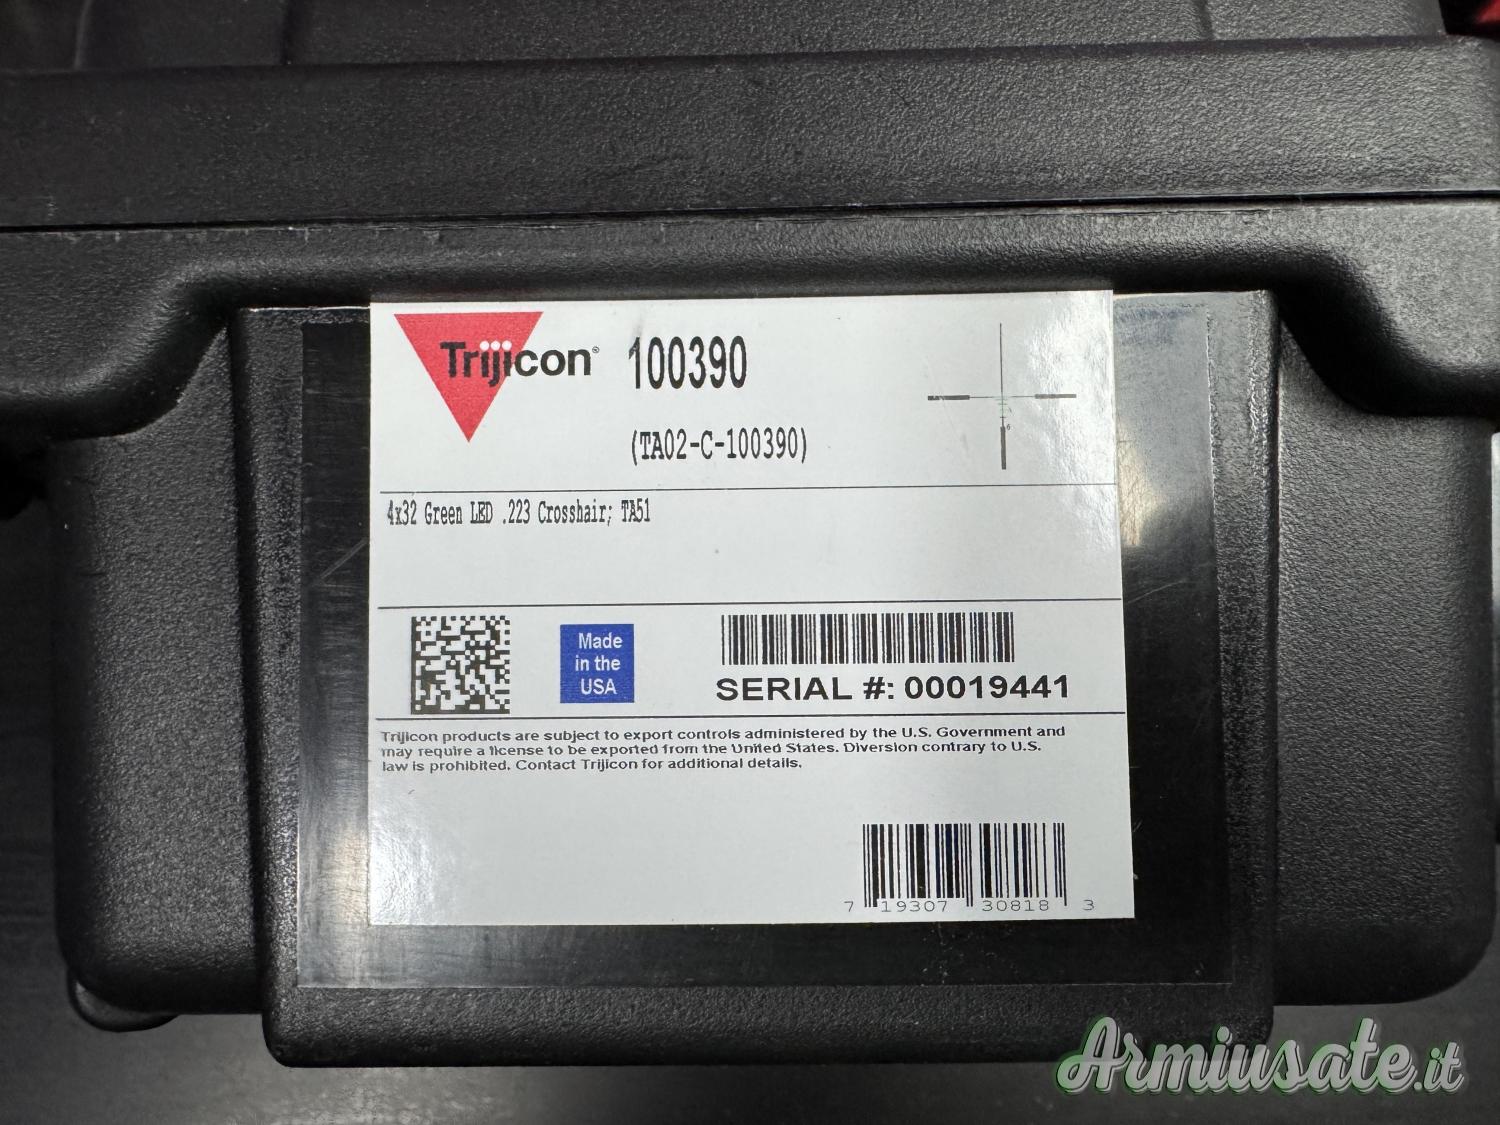 Trijicon® 100390
(TA02-C-100390)
6
4x32 Green LED .223 Crosshair; TA51
Made
in the
USA
SERIAL #: 00019441
Trijicon products are subject to export controls administered by the U.S. Government and
may require a license to be exported from the United States. Diversion contrary to U.S.
law is prohibited. Contact Trijicon for additional details.
7 19307 30818 3
Armiusate.it